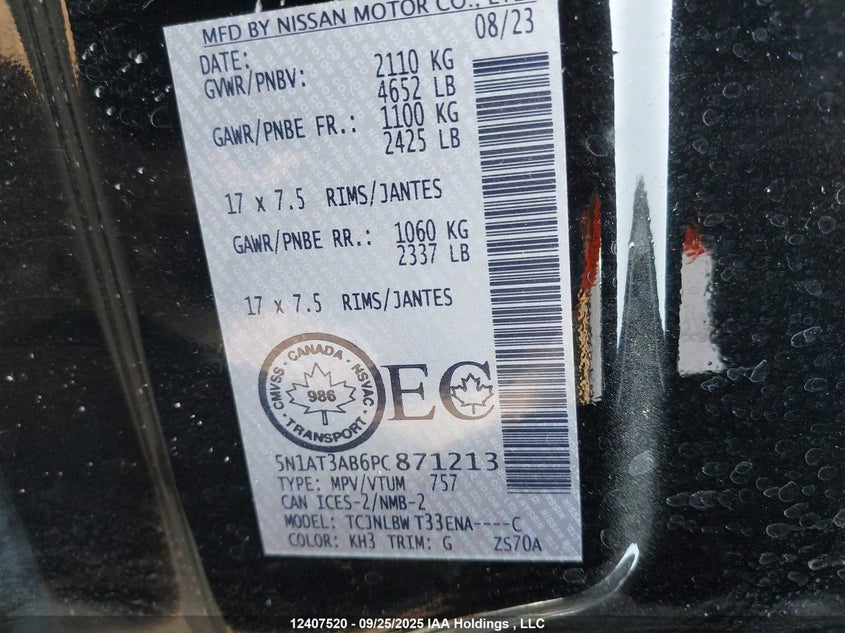 MFD BY NISSAN MOTOR CO., LTD.
DATE: 08/23
GVWR/PNBV: 2110 KG
4652 LB
GAWR/PNBE FR.: 1100 KG
2425 LB
17 x 7.5 RIMS/JANTES
GAWR/PNBE RR.: 1060 KG
2337 LB
17 x 7.5 RIMS/JANTES
CMVSS · CANADA · NSVAC · TRANSPORT ·
986
EC
5N1AT3AB6PC871213
TYPE: MPV/VTUM 757
CAN ICES-2/NMB-2
MODEL: TCJNLBW T33ENA----C
COLOR: KH3 TRIM: G ZS70A
12407520 - 09/25/2025 IAA Holdings , LLC